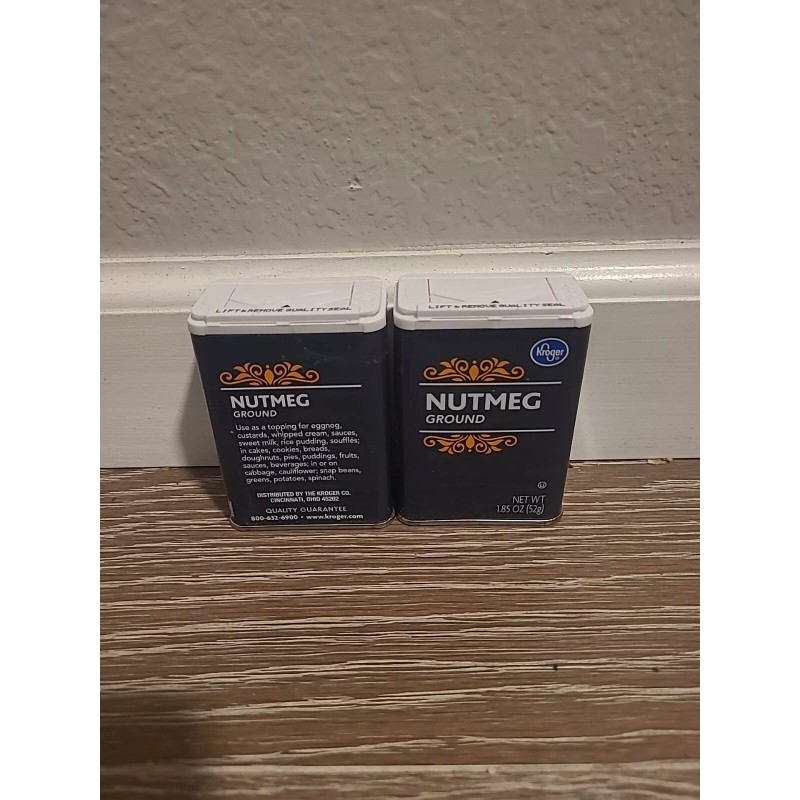 LIFT & REMOVE QUALITY SEAL
NUTMEG
GROUND
Use as a topping for eggnog,
custards, whipped cream, sauces,
sweet milk, rice pudding, soufflés;
in cakes, cookies, breads,
doughnuts, pies, puddings, fruits,
sauces, beverages; in or on
cabbage, cauliflower; snap beans,
greens, potatoes, spinach.
DISTRIBUTED BY THE KROGER CO.
CINCINNATI, OHIO 45202
QUALITY GUARANTEE
800-632-6900 • www.kroger.com
LIFT & REMOVE QUALITY SEAL
Kroger
NUTMEG
GROUND
U
NET WT
1.85 OZ (52g)